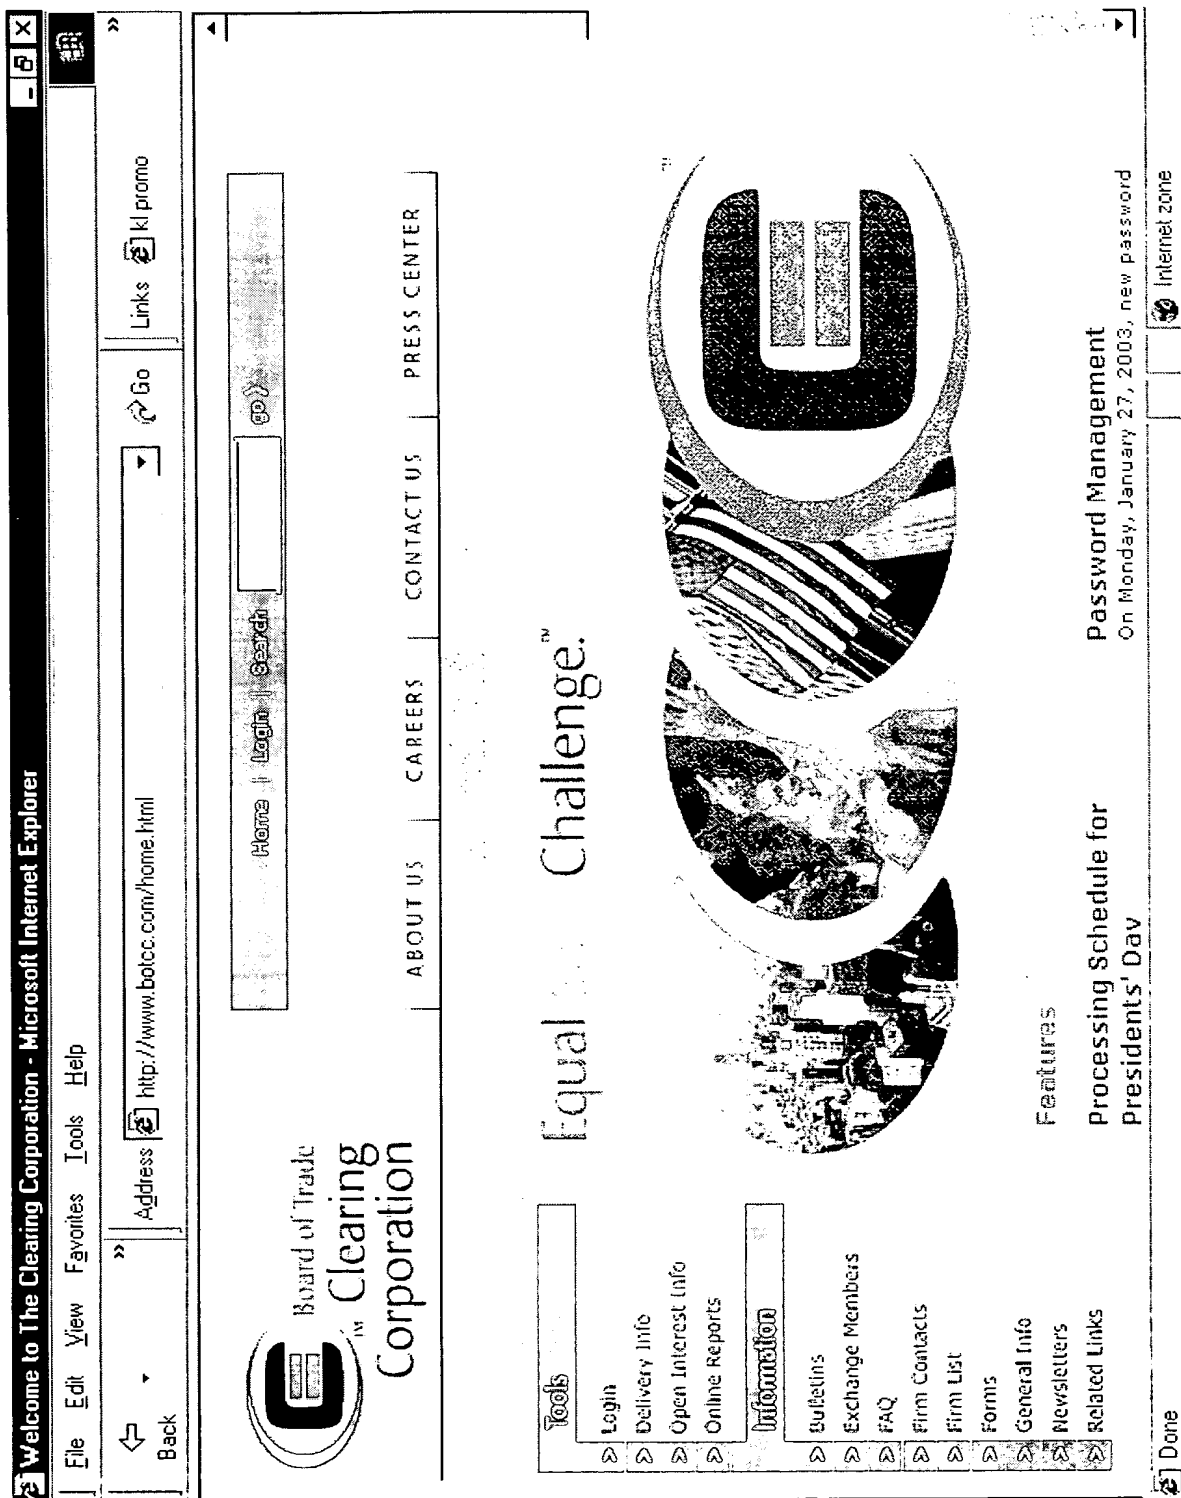 Welcome to The Clearing Corporation - Microsoft Internet Explorer
File Edit View Favorites Tools Help
Back
Address http://www.botcc.com/home.html Go Links kl promo
Home | Login | Search go
Board of Trade
Clearing
Corporation
TM
ABOUT US CAREERS CONTACT US PRESS CENTER
Equal Challenge.™
Tools
Login
Delivery Info
Open Interest Info
Online Reports
Information
Bulletins
Exchange Members
FAQ
Firm Contacts
Firm List
Forms
General Info
Newsletters
Related Links
Features
Processing Schedule for
Presidents' Day
Password Management
On Monday, January 27, 2003, new password
Done Internet zone